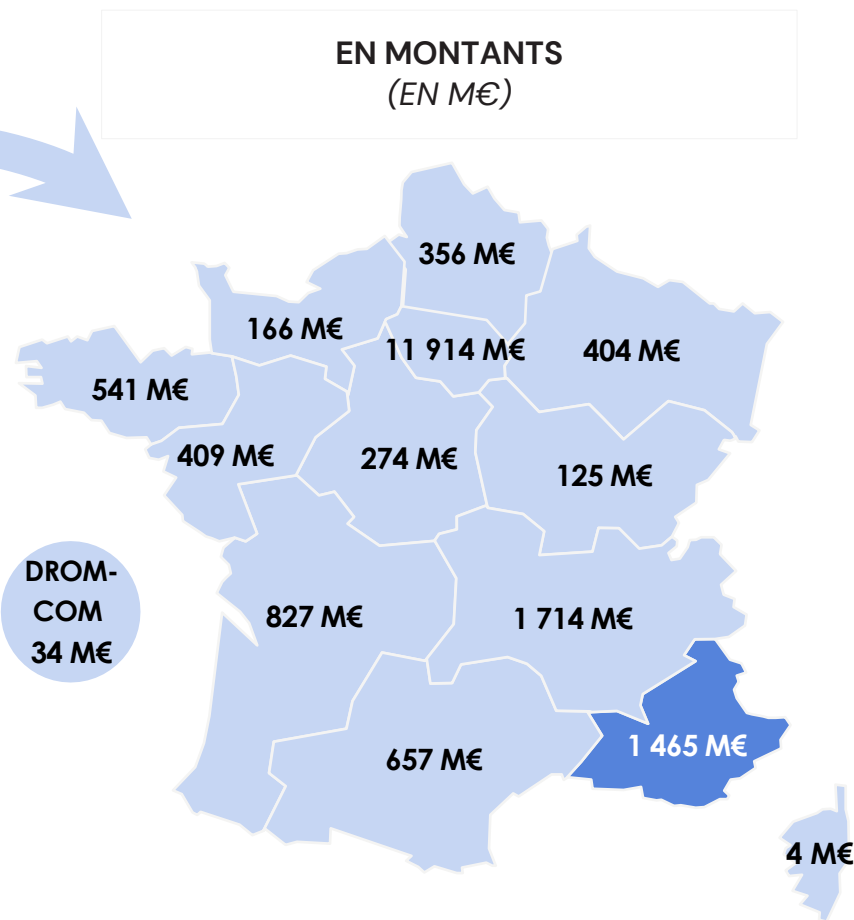 EN MONTANTS
(EN M€)
356 M€
166 M€
11 914 M€
404 M€
541 M€
409 M€
274 M€
125 M€
DROM-
COM
34 M€
827 M€
1 714 M€
1 465 M€
657 M€
4 M€